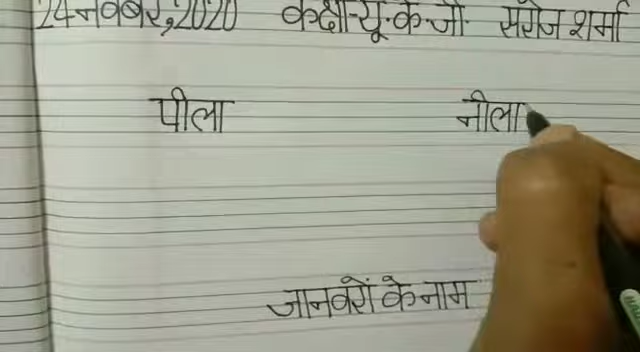 24 नवंबर, 2020 कक्षा-यू.के.जी. सरोज शर्मा
पीला नीला
जानवरों के नाम